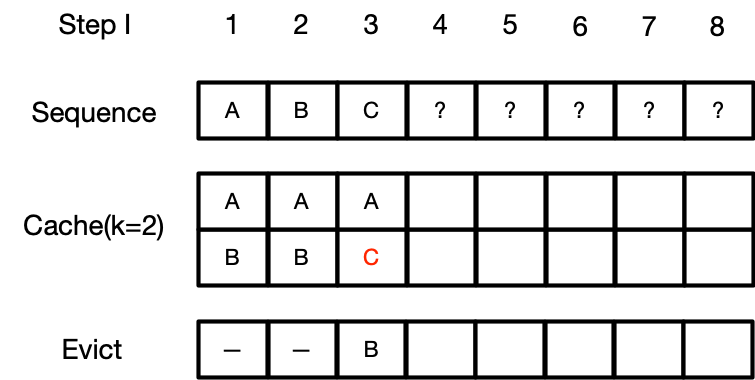 Step I 1 2 3 4 5 6 7 8
Sequence A B C ? ? ? ? ?
A A A
Cache(k=2)
B B C
Evict — — B